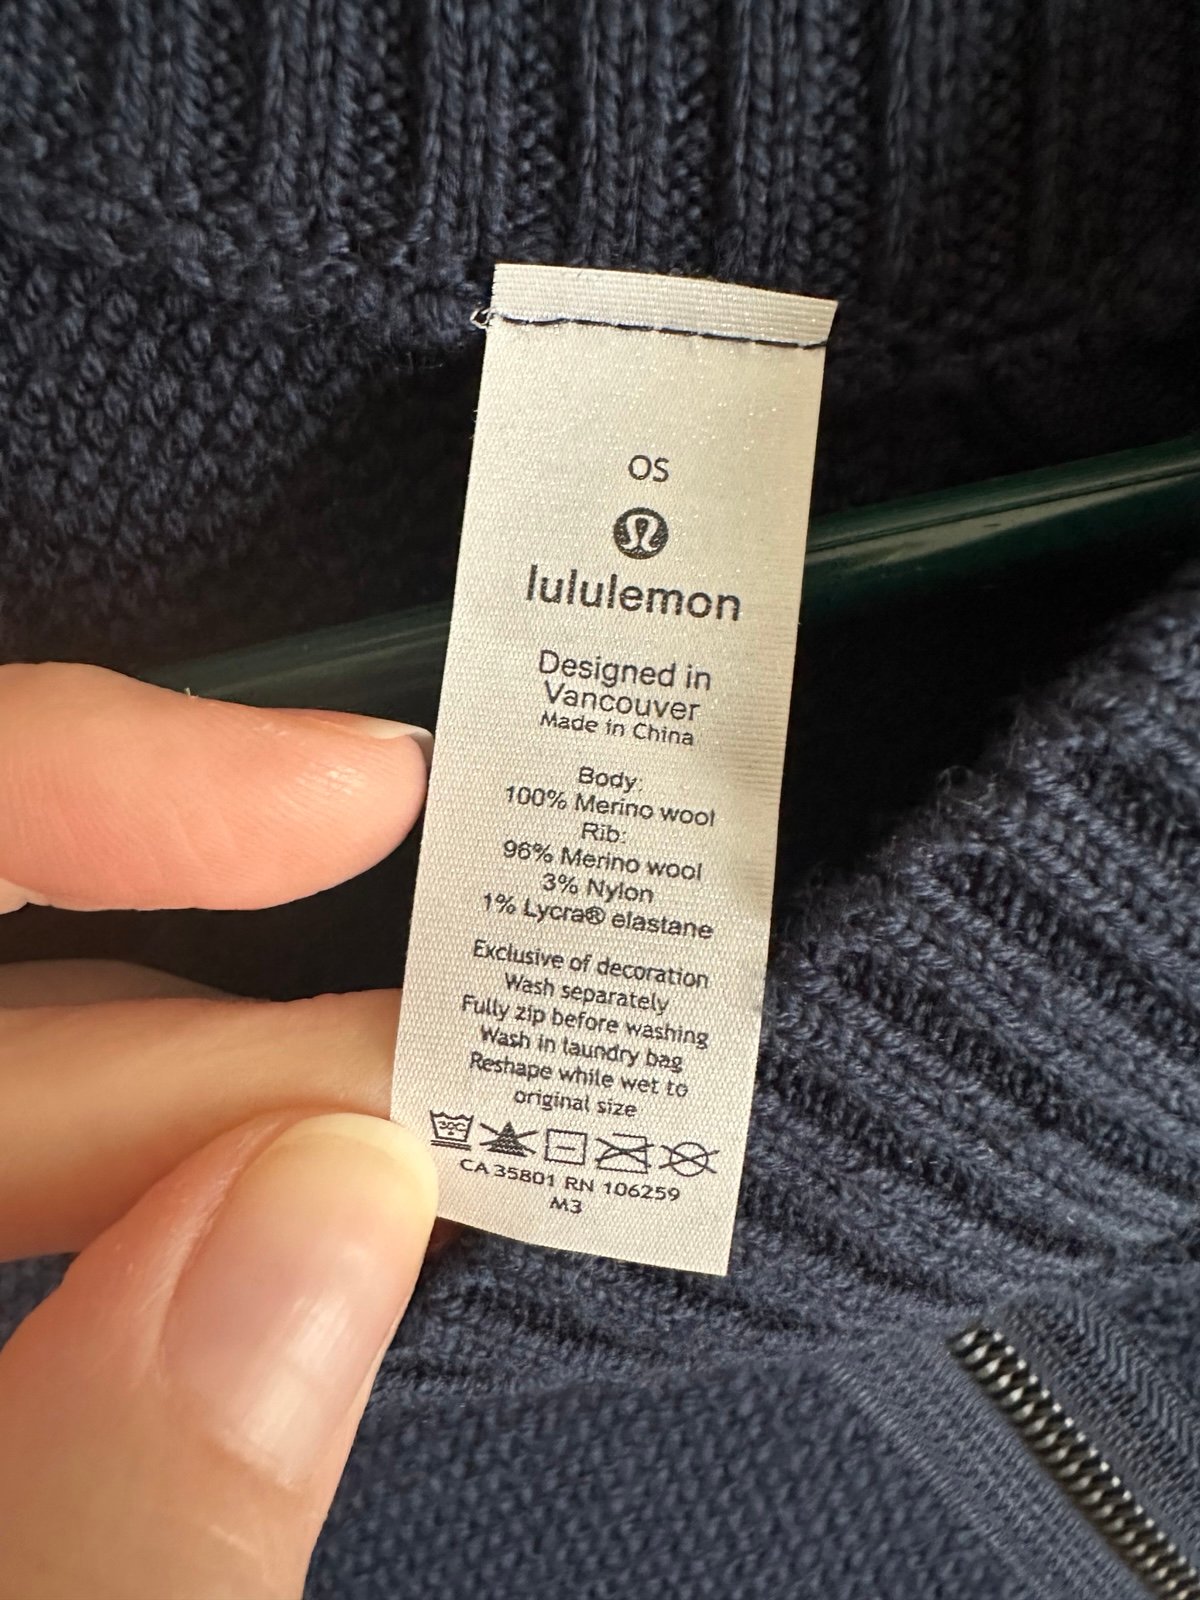 OS
lululemon
Designed in
Vancouver
Made in China
Body:
100% Merino wool
Rib:
96% Merino wool
3% Nylon
1% Lycra® elastane
Exclusive of decoration
Wash separately
Fully zip before washing
Wash in laundry bag
Reshape while wet to
original size
30C
CA 35801 RN 106259
M3